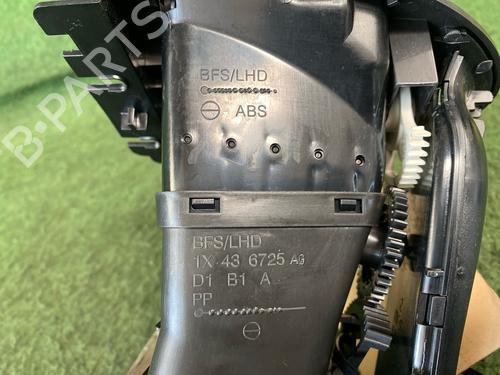 BFS/LHD
ABS
B-PARTS
BFS/LHD
1X 43 6725 AG
D1 B1 A
PP